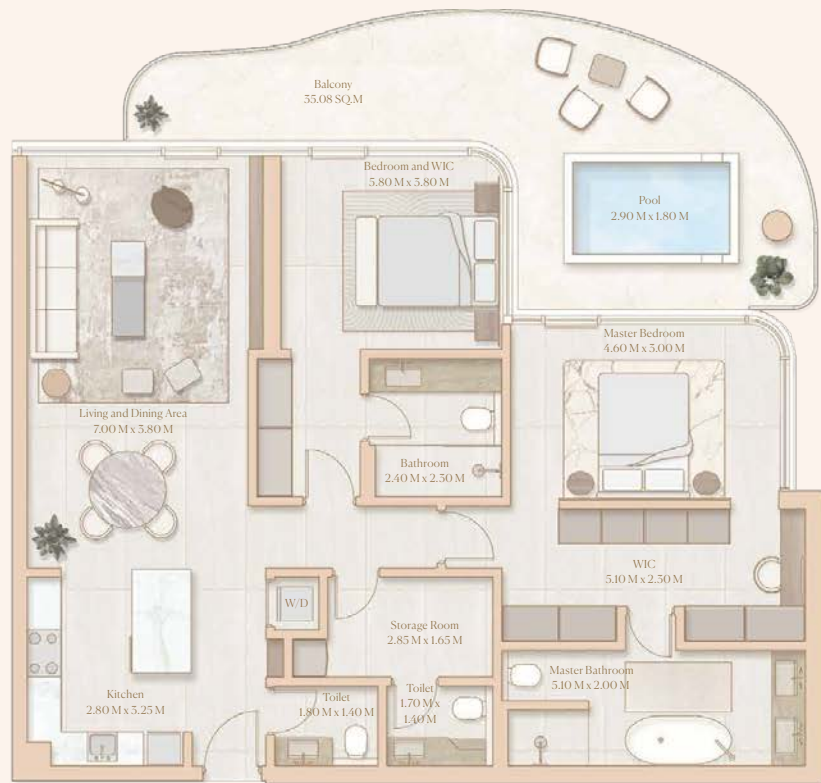 Balcony
55.08 SQ.M
Bedroom and WIC
5.80 M x 3.80 M
Pool
2.90 M x 1.80 M
Master Bedroom
4.60 M x 5.00 M
Living and Dining Area
7.00 M x 3.80 M
Bathroom
2.40 M x 2.50 M
WIC
5.10 M x 2.50 M
W/D
Storage Room
2.85 M x 1.65 M
Kitchen
2.80 M x 3.25 M
Toilet
1.80 M x 1.40 M
Toilet
1.70 M x
1.40 M
Master Bathroom
5.10 M x 2.00 M